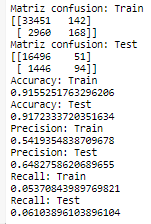 Matriz confusion: Train
[[33451 142]
[ 2960 168]]
Matriz confusion: Test
[[16496 51]
[ 1446 94]]
Accuracy: Train
0.9155251763296206
Accuracy: Test
0.9172333720351634
Precision: Train
0.5419354838709678
Precision: Test
0.6482758620689655
Recall: Train
0.05370843989769821
Recall: Test
0.06103896103896104